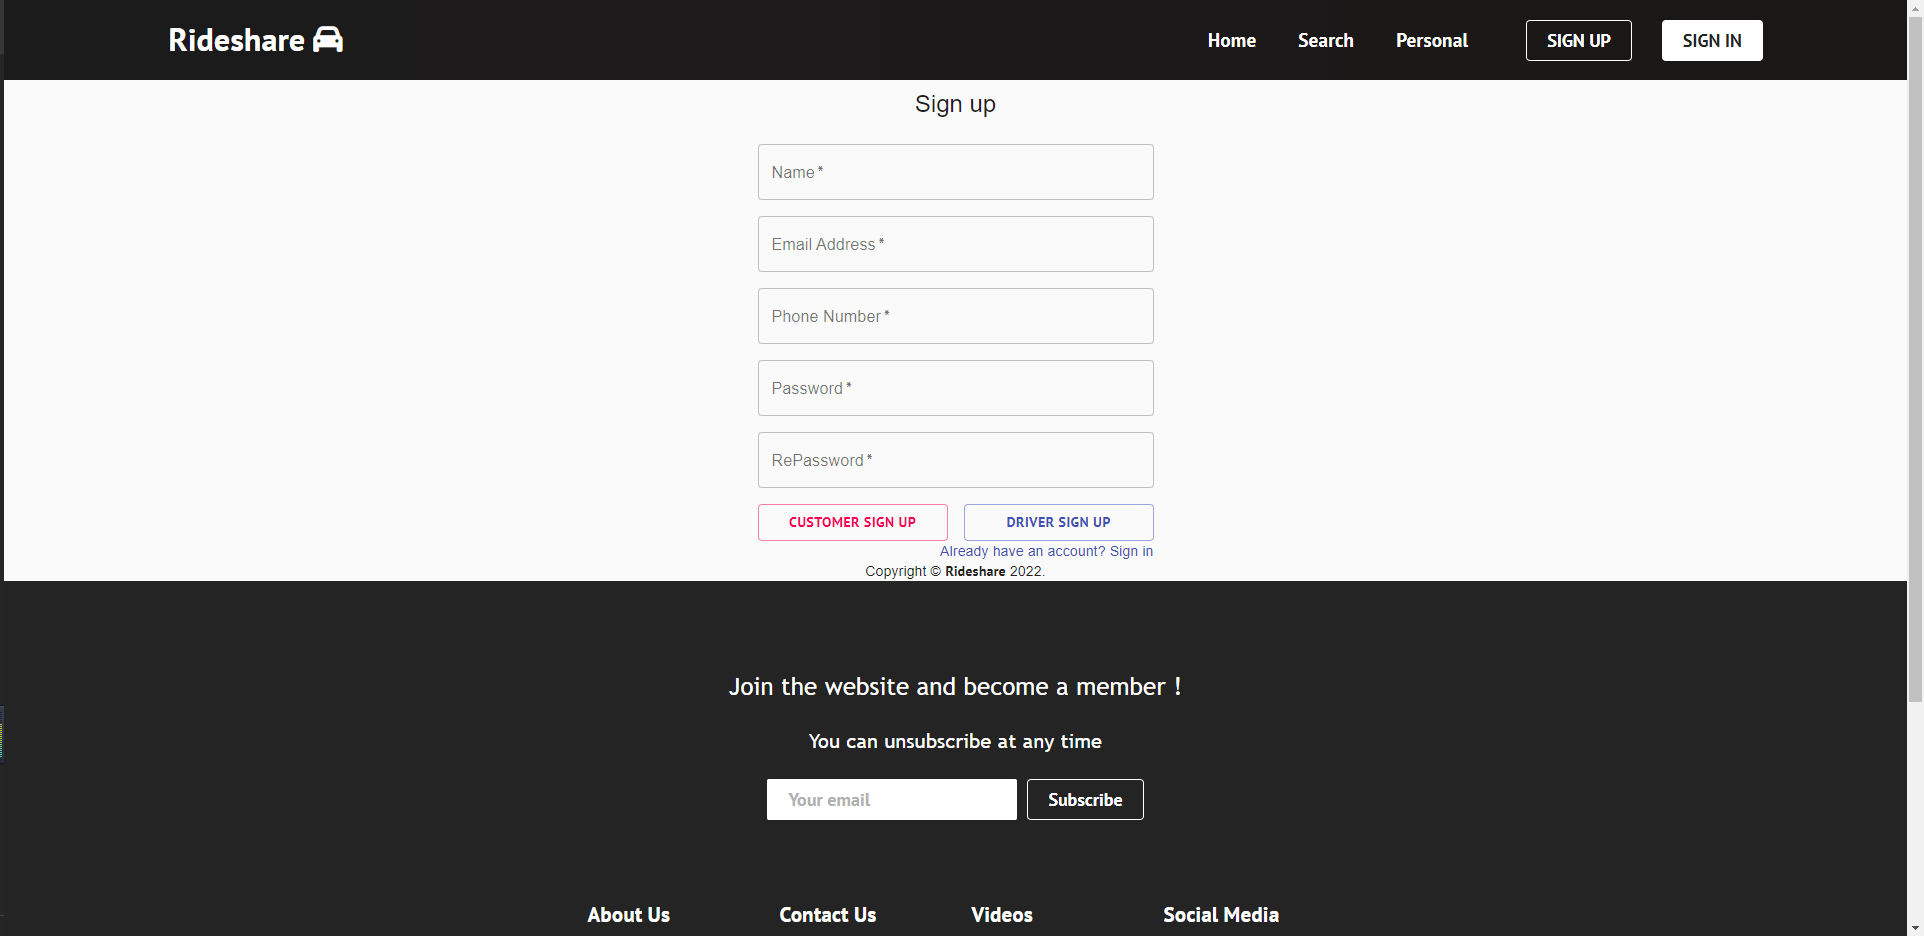 Rideshare
Home Search Personal SIGN UP SIGN IN
Sign up
Name *
Email Address *
Phone Number *
Password *
RePassword *
CUSTOMER SIGN UP DRIVER SIGN UP
Already have an account? Sign in
Copyright © Rideshare 2022.
Join the website and become a member !
You can unsubscribe at any time
Your email Subscribe
About Us Contact Us Videos Social Media